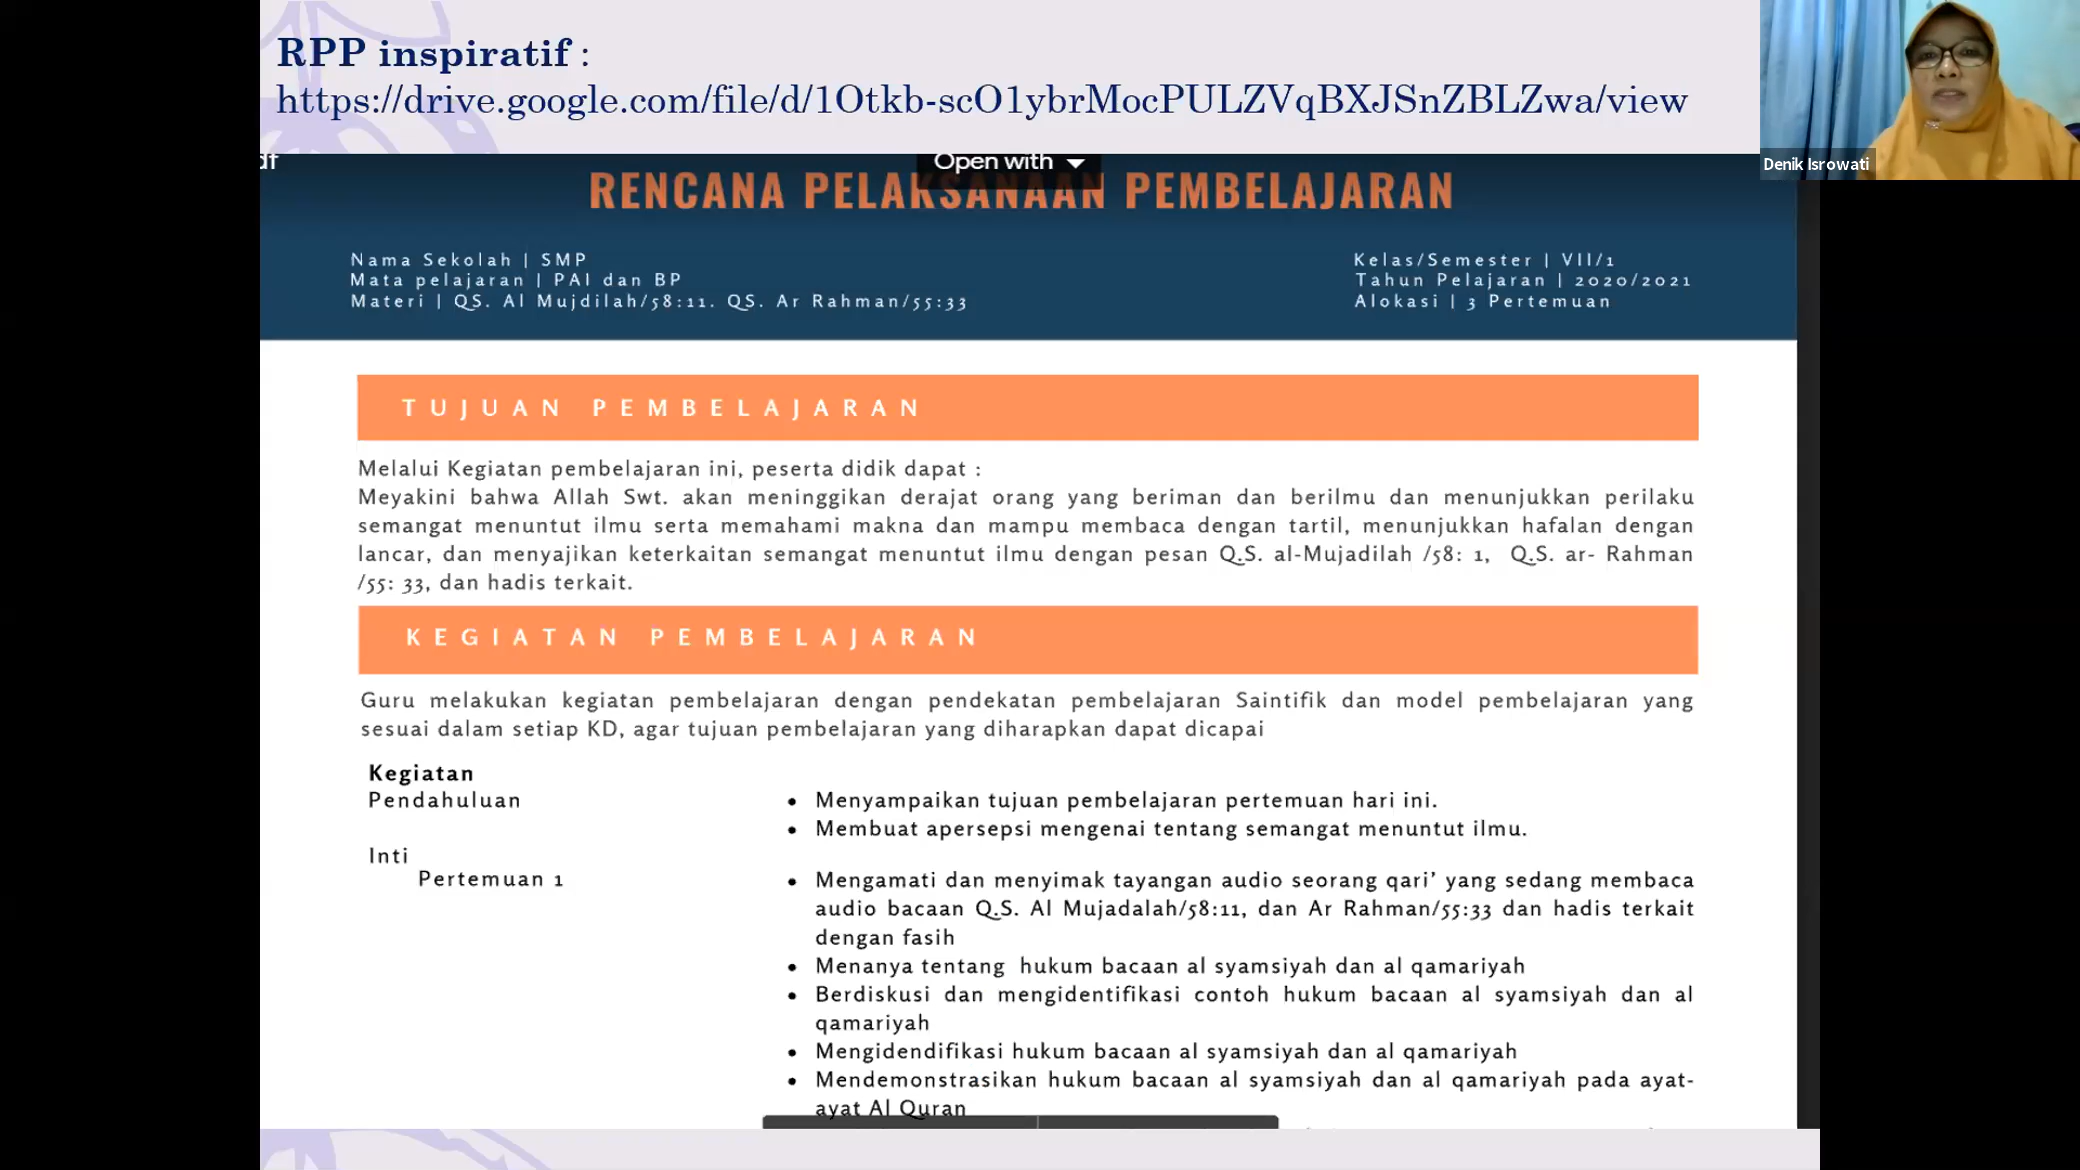 RPP inspiratif :
https://drive.google.com/file/d/1Otkb-scO1ybrMocPULZVqBXJSnZBLZwa/view
Denik Isrowati
df
Open with
RENCANA PELAKSANAAN PEMBELAJARAN
Nama Sekolah | SMP
Mata pelajaran | PAI dan BP
Materi | QS. Al Mujdilah/58:11. QS. Ar Rahman/55:33
Kelas/Semester | VII/1
Tahun Pelajaran | 2020/2021
Alokasi | 3 Pertemuan
TUJUAN PEMBELAJARAN
Melalui Kegiatan pembelajaran ini, peserta didik dapat :
Meyakini bahwa Allah Swt. akan meninggikan derajat orang yang beriman dan berilmu dan menunjukkan perilaku
semangat menuntut ilmu serta memahami makna dan mampu membaca dengan tartil, menunjukkan hafalan dengan
lancar, dan menyajikan keterkaitan semangat menuntut ilmu dengan pesan Q.S. al-Mujadilah /58: 1, Q.S. ar- Rahman
/55: 33, dan hadis terkait.
KEGIATAN PEMBELAJARAN
Guru melakukan kegiatan pembelajaran dengan pendekatan pembelajaran Saintifik dan model pembelajaran yang
sesuai dalam setiap KD, agar tujuan pembelajaran yang diharapkan dapat dicapai
Kegiatan
Pendahuluan
• Menyampaikan tujuan pembelajaran pertemuan hari ini.
• Membuat apersepsi mengenai tentang semangat menuntut ilmu.
Inti
Pertemuan 1
• Mengamati dan menyimak tayangan audio seorang qari’ yang sedang membaca
audio bacaan Q.S. Al Mujadalah/58:11, dan Ar Rahman/55:33 dan hadis terkait
dengan fasih
• Menanya tentang hukum bacaan al syamsiyah dan al qamariyah
• Berdiskusi dan mengidentifikasi contoh hukum bacaan al syamsiyah dan al
qamariyah
• Mengidendifikasi hukum bacaan al syamsiyah dan al qamariyah
• Mendemonstrasikan hukum bacaan al syamsiyah dan al qamariyah pada ayat-
ayat Al Quran